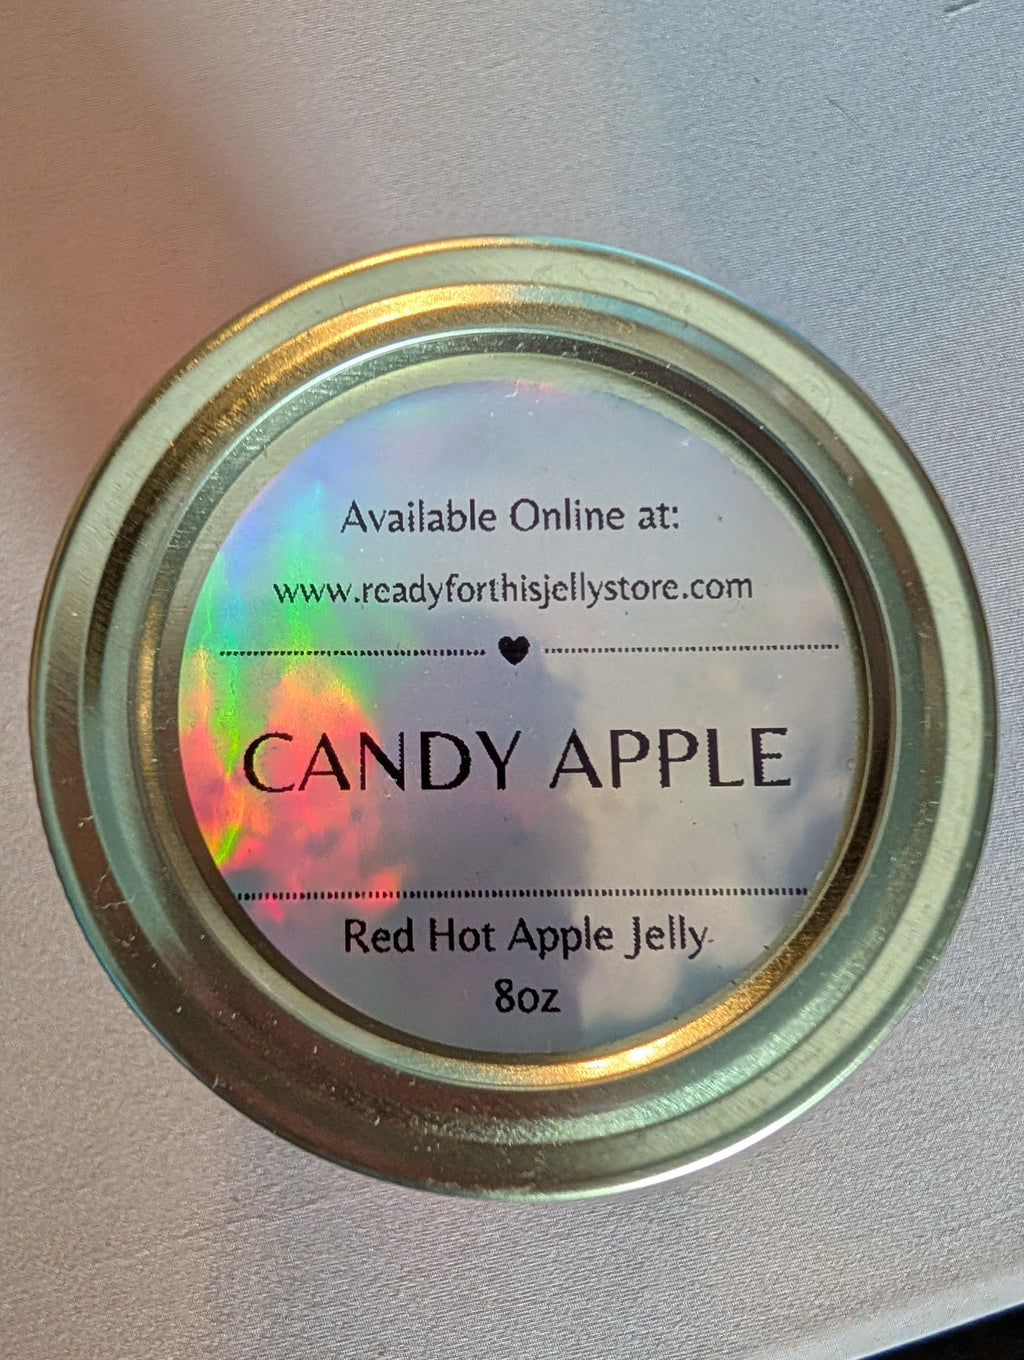 Available Online at:
www.readyforthisjellystore.com
CANDY APPLE
Red Hot Apple Jelly
8oz